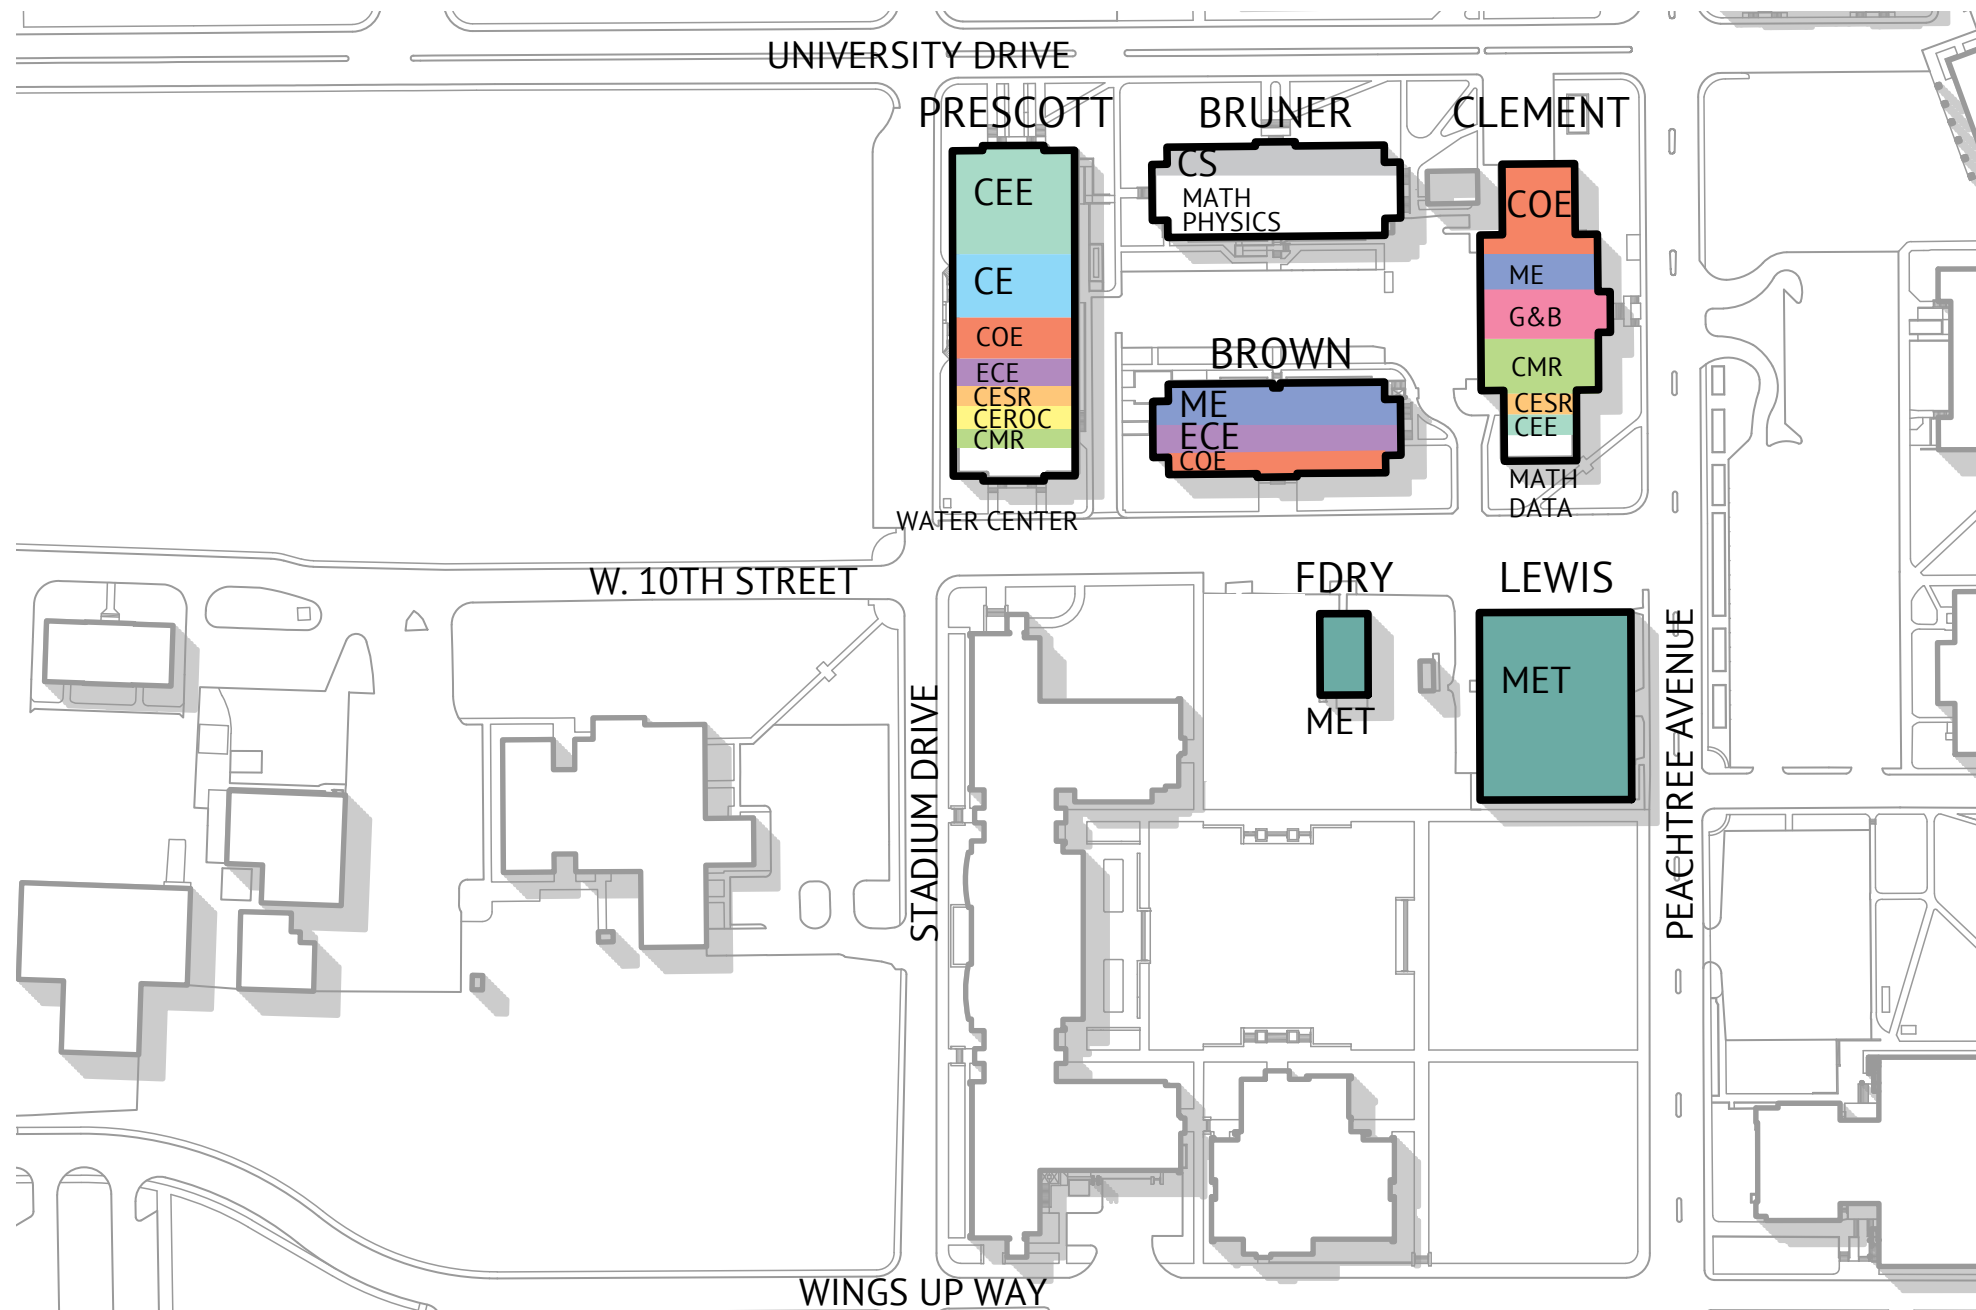 UNIVERSITY DRIVE
PRESCOTT
CEE
CE
COE
ECE
CESR
CEROC
CMR
WATER CENTER
BRUNER
CS
MATH
PHYSICS
CLEMENT
COE
ME
G&B
CMR
CESR
CEE
MATH
DATA
BROWN
ME
ECE
COE
W. 10TH STREET
FDRY
MET
LEWIS
MET
STADIUM DRIVE
PEACHTREE AVENUE
WINGS UP WAY